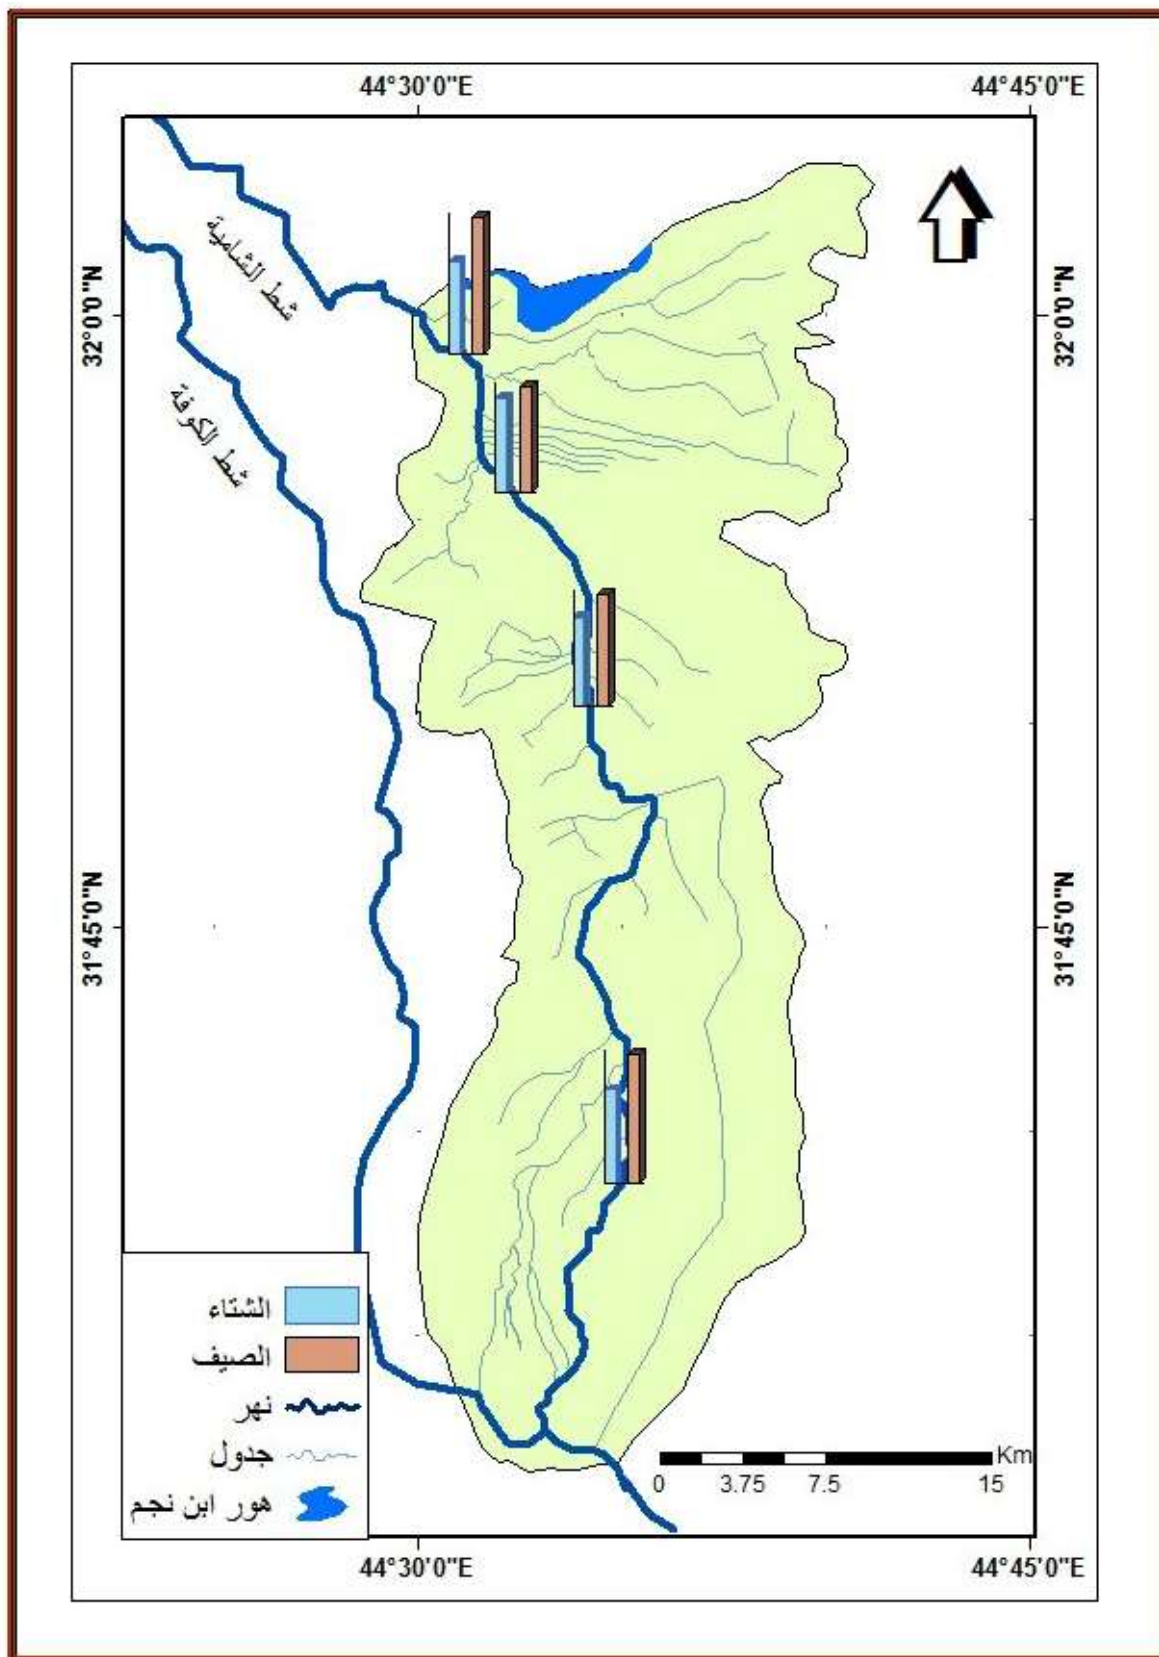 44°30'0"E
44°45'0"E
32°0'0"N
32°0'0"N
شط الشامية
شط الكوفة
31°45'0"N
31°45'0"N
الشتاء
الصيف
نهر
جدول
هور ابن نجم
Km
0 3.75 7.5 15
44°30'0"E
44°45'0"E